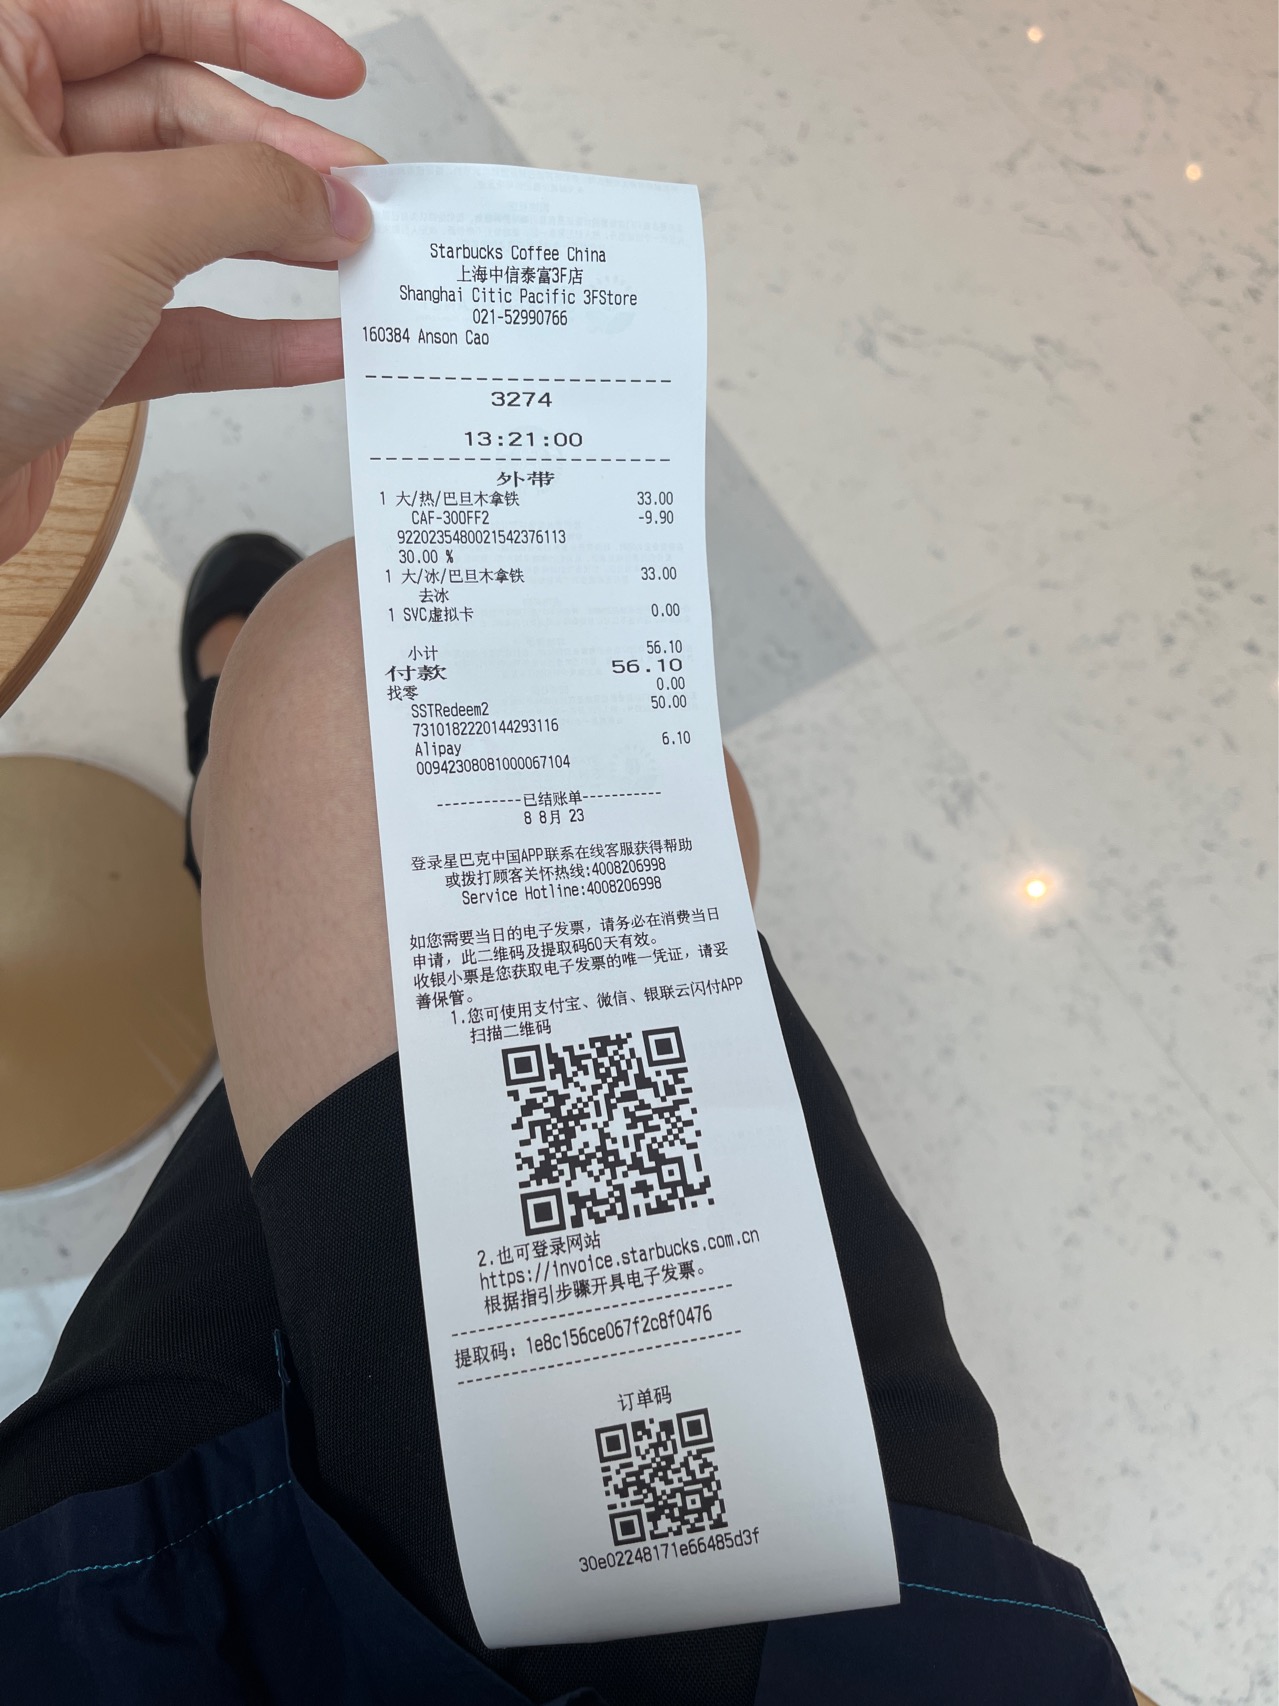 Starbucks Coffee China
上海中信泰富3F店
Shanghai Citic Pacific 3FStore
021-52990766
160384 Anson Cao
--------------------
3274
13:21:00
--------------------
外带
1 大/热/巴旦木拿铁 33.00
CAF-30OFF2 -9.90
9220235480021542376113
30.00 %
1 大/冰/巴旦木拿铁 33.00
去冰
1 SVC虚拟卡 0.00
小计 56.10
付款 56.10
找零 0.00
SSTRedeem2 50.00
7310182220144293116
Alipay 6.10
00942308081000067104
-----------已结账单-----------
8 8月 23
登录星巴克中国APP联系在线客服获得帮助
或拨打顾客关怀热线:4008206998
Service Hotline:4008206998
如您需要当日的电子发票，请务必在消费当日
申请，此二维码及提取码60天有效。
收银小票是您获取电子发票的唯一凭证，请妥
善保管。
1.您可使用支付宝、微信、银联云闪付APP
扫描二维码
2.也可登录网站
https://invoice.starbucks.com.cn
根据指引步骤开具电子发票。
提取码: 1e8c156ce067f2c8f0476
订单码
30e02248171e66485d3f